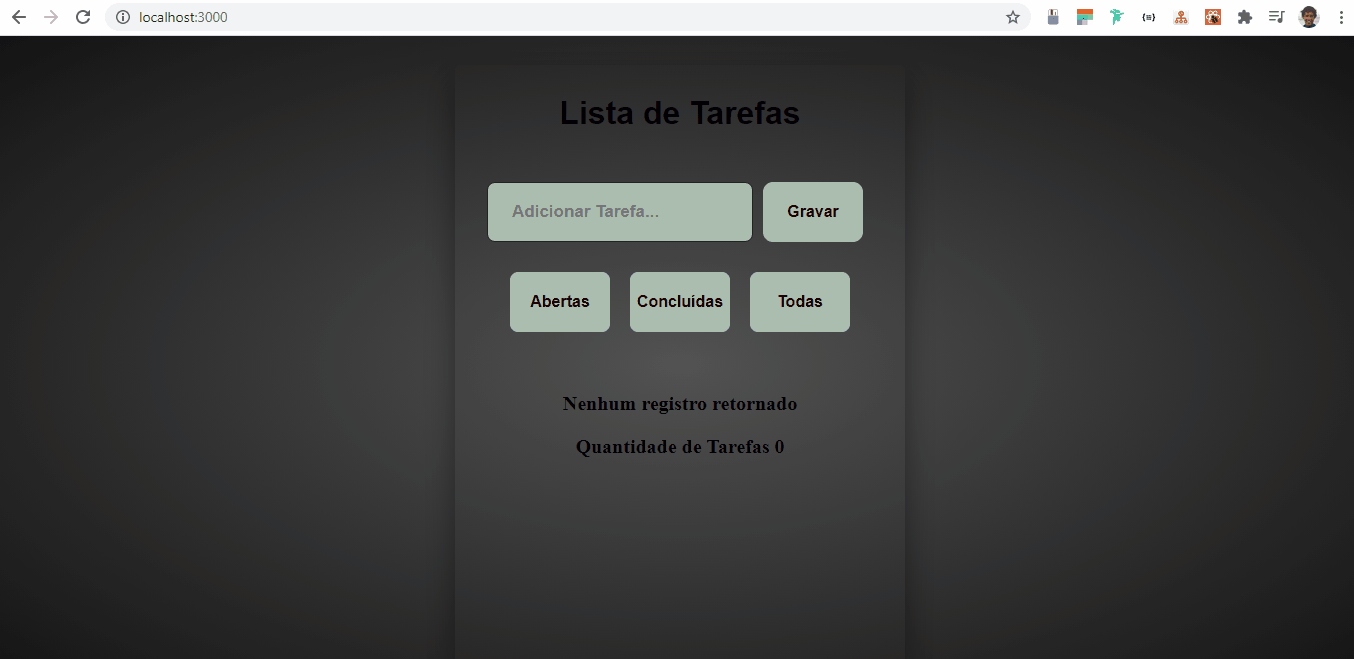 localhost:3000
Lista de Tarefas
Adicionar Tarefa... Gravar
Abertas Concluídas Todas
Nenhum registro retornado
Quantidade de Tarefas 0